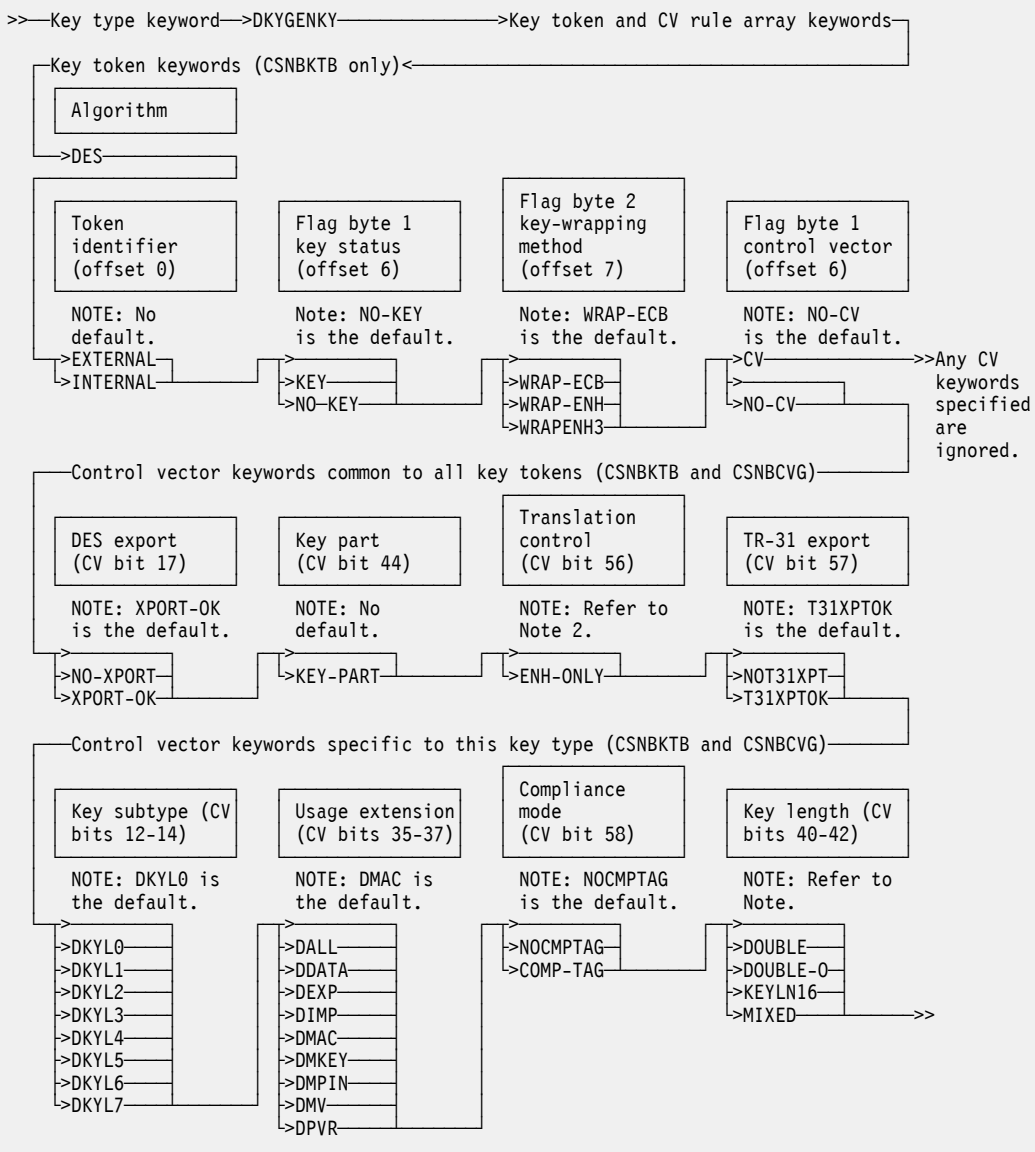 >>—Key type keyword—>DKYGENKY—>Key token and CV rule array keywords
Key token keywords (CSNBKTB only)<
Algorithm
>DES
Token identifier (offset 0)
Flag byte 1 key status (offset 6)
Flag byte 2 key-wrapping method (offset 7)
Flag byte 1 control vector (offset 6)
NOTE: No default.
Note: NO-KEY is the default.
Note: WRAP-ECB is the default.
NOTE: NO-CV is the default.
>EXTERNAL
>INTERNAL
>
>KEY
>NO-KEY
>
>WRAP-ECB
>WRAP-ENH
>WRAPENH3
>CV—>>Any CV keywords specified are ignored.
>
>NO-CV
Control vector keywords common to all key tokens (CSNBKTB and CSNBCVG)
DES export (CV bit 17)
Key part (CV bit 44)
Translation control (CV bit 56)
TR-31 export (CV bit 57)
NOTE: XPORT-OK is the default.
NOTE: No default.
NOTE: Refer to Note 2.
NOTE: T31XPTOK is the default.
>
>NO-XPORT
>XPORT-OK
>
>KEY-PART
>
>ENH-ONLY
>
>NOT31XPT
>T31XPTOK
Control vector keywords specific to this key type (CSNBKTB and CSNBCVG)
Key subtype (CV bits 12-14)
Usage extension (CV bits 35-37)
Compliance mode (CV bit 58)
Key length (CV bits 40-42)
NOTE: DKYL0 is the default.
NOTE: DMAC is the default.
NOTE: NOCMPTAG is the default.
NOTE: Refer to Note.
>
>DKYL0
>DKYL1
>DKYL2
>DKYL3
>DKYL4
>DKYL5
>DKYL6
>DKYL7
>
>DALL
>DDATA
>DEXP
>DIMP
>DMAC
>DMKEY
>DMPIN
>DMV
>DPVR
>
>NOCMPTAG
>COMP-TAG
>
>DOUBLE
>DOUBLE-O
>KEYLN16
>MIXED—>>